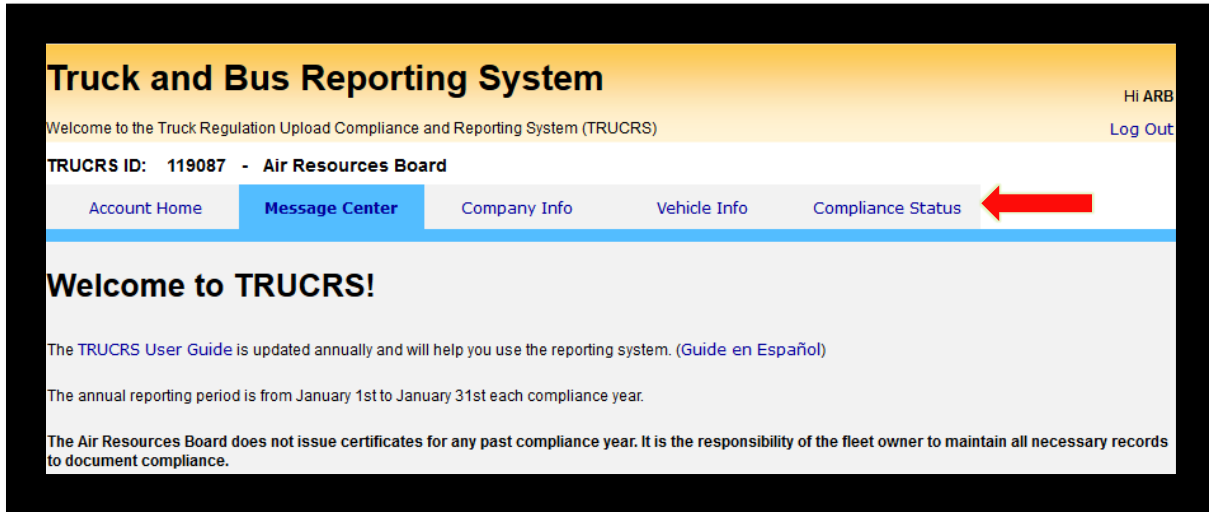 Truck and Bus Reporting System
Hi ARB
Welcome to the Truck Regulation Upload Compliance and Reporting System (TRUCRS)
Log Out
TRUCRS ID: 119087 - Air Resources Board
Account Home Message Center Company Info Vehicle Info Compliance Status
Welcome to TRUCRS!
The TRUCRS User Guide is updated annually and will help you use the reporting system. (Guide en Español)
The annual reporting period is from January 1st to January 31st each compliance year.
The Air Resources Board does not issue certificates for any past compliance year. It is the responsibility of the fleet owner to maintain all necessary records
to document compliance.